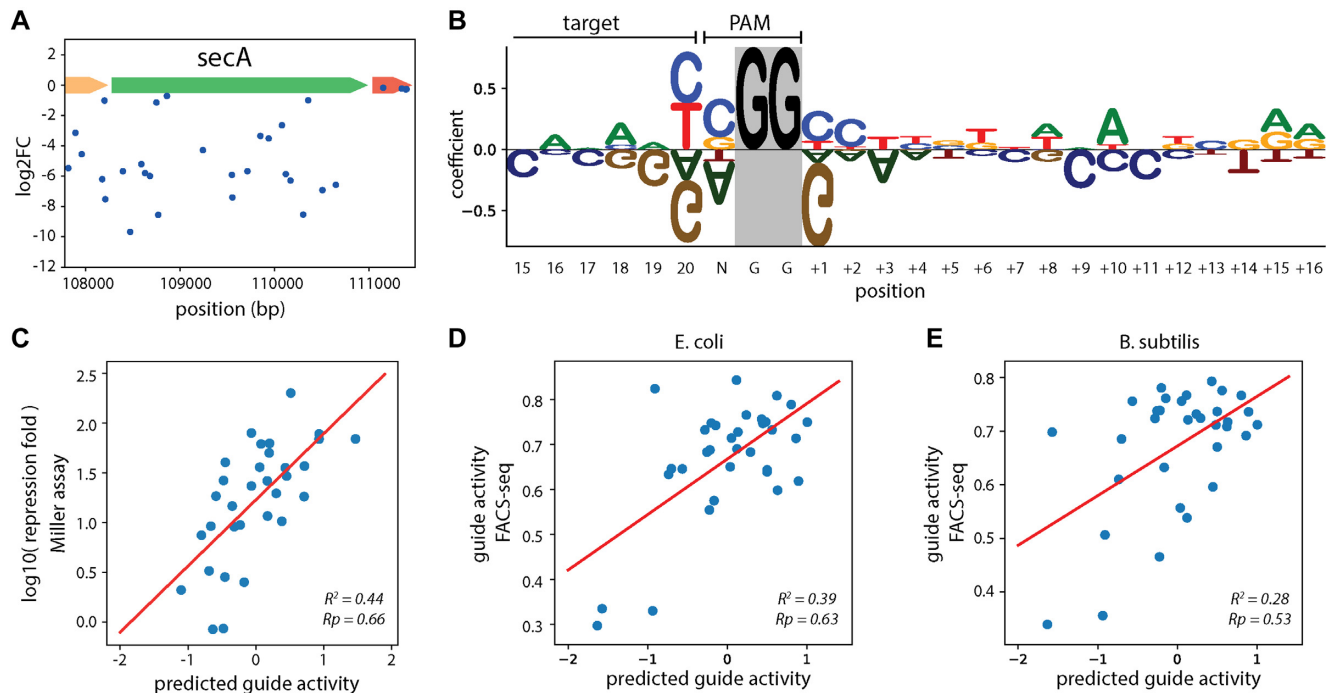 A
secA
log2FC
2
0
-2
-4
-6
-8
-10
-12
108000 109000 110000 111000
position (bp)
B
target PAM
coefficient
0.5
0.0
−0.5
15 16 17 18 19 20 N G G +1 +2 +3 +4 +5 +6 +7 +8 +9 +10 +11 +12 +13 +14 +15 +16
position
C
log10( repression fold )
Miller assay
2.5
2.0
1.5
1.0
0.5
0.0
R² = 0.44
Rp = 0.66
-2 -1 0 1 2
predicted guide activity
D
E. coli
guide activity
FACS-seq
0.8
0.7
0.6
0.5
0.4
0.3
R² = 0.39
Rp = 0.63
−2 −1 0 1
predicted guide activity
E
B. subtilis
guide activity
FACS-seq
0.8
0.7
0.6
0.5
0.4
R² = 0.28
Rp = 0.53
−2 −1 0 1
predicted guide activity